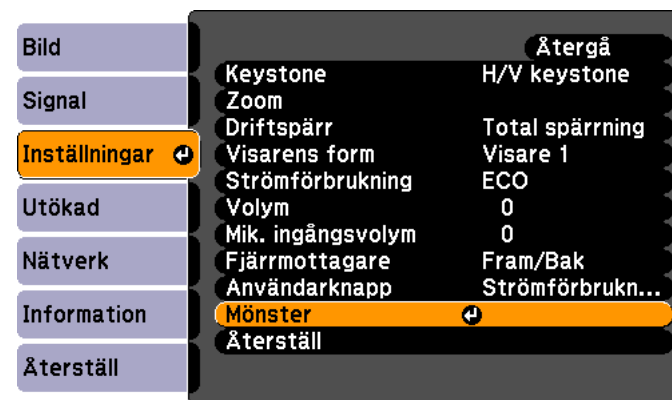 Bild
Signal
Inställningar
Utökad
Nätverk
Information
Återställ
Återgå
Keystone H/V keystone
Zoom
Driftspärr Total spärrning
Visarens form Visare 1
Strömförbrukning ECO
Volym 0
Mik. ingångsvolym 0
Fjärrmottagare Fram/Bak
Användarknapp Strömförbrukn...
Mönster
Återställ